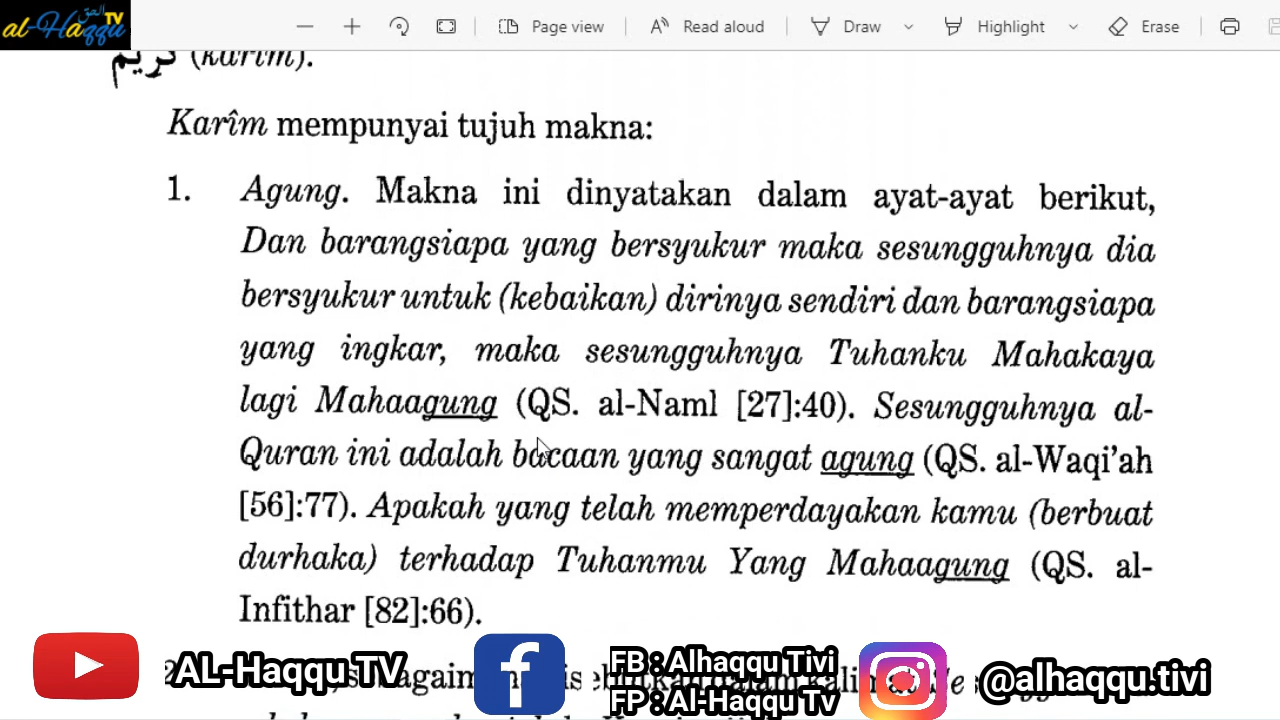 الحق TV
al-Haqqu
Page view
Read aloud
Draw
Highlight
Erase
كريم (karîm).
Karîm mempunyai tujuh makna:
1. Agung. Makna ini dinyatakan dalam ayat-ayat berikut,
Dan barangsiapa yang bersyukur maka sesungguhnya dia
bersyukur untuk (kebaikan) dirinya sendiri dan barangsiapa
yang ingkar, maka sesungguhnya Tuhanku Mahakaya
lagi Mahaagung (QS. al-Naml [27]:40). Sesungguhnya al-
Quran ini adalah bacaan yang sangat agung (QS. al-Waqi’ah
[56]:77). Apakah yang telah memperdayakan kamu (berbuat
durhaka) terhadap Tuhanmu Yang Mahaagung (QS. al-
Infithar [82]:66).
AL-Haqqu TV
FB : Alhaqqu Tivi
FP : Al-Haqqu Tv
@alhaqqu.tivi